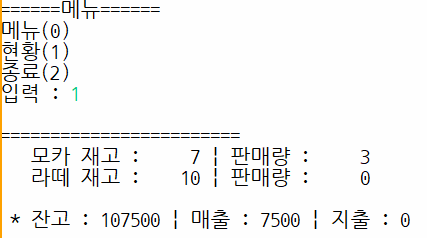 ======메뉴======
메뉴(0)
현황(1)
종료(2)
입력 : 1
========================
모카 재고 : 7 ¦ 판매량 : 3
라떼 재고 : 10 ¦ 판매량 : 0
* 잔고 : 107500 ¦ 매출 : 7500 ¦ 지출 : 0